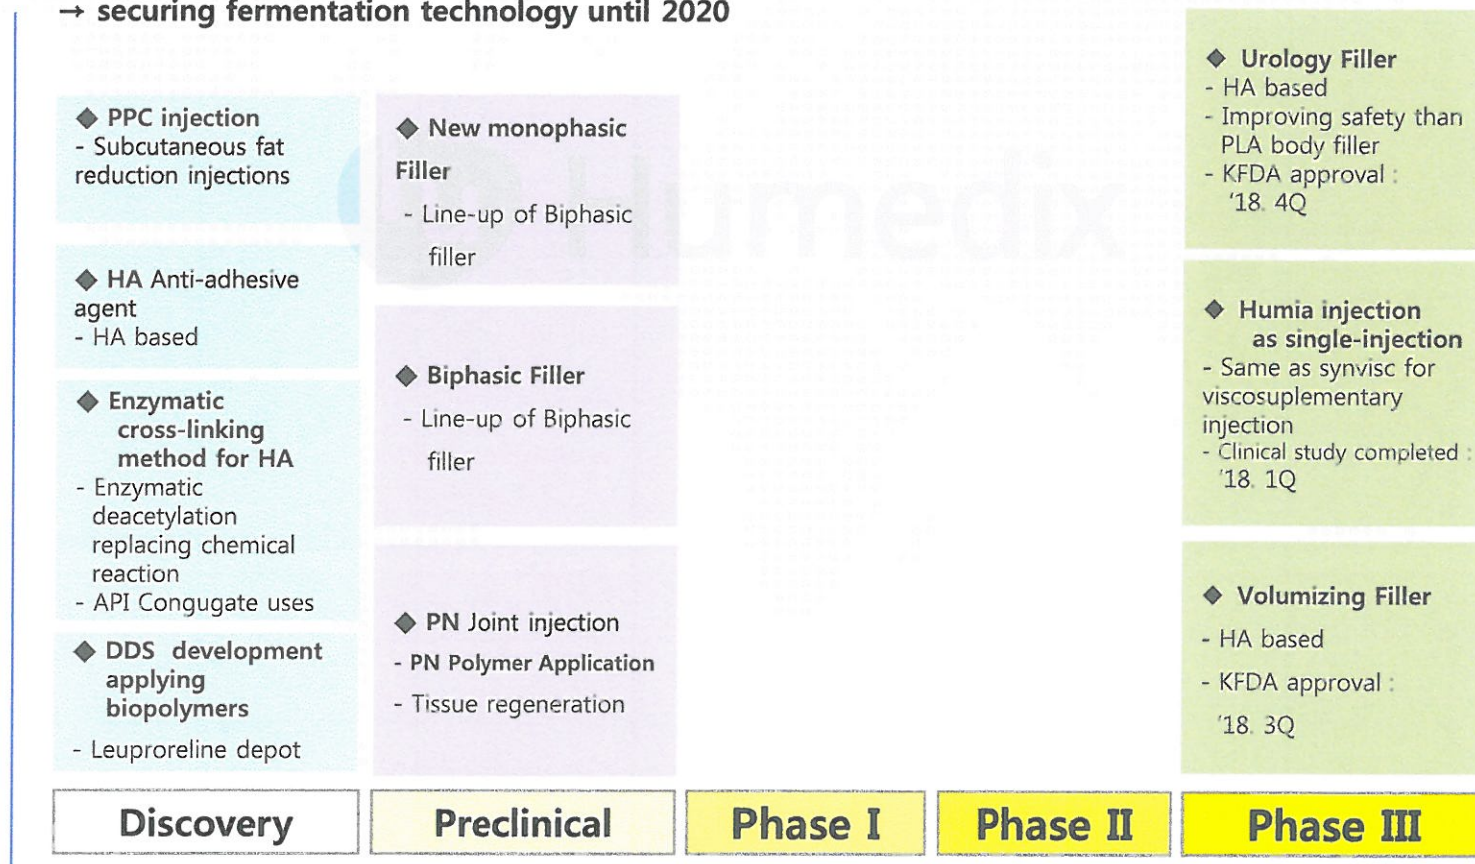 → securing fermentation technology until 2020
◆ PPC injection
- Subcutaneous fat
reduction injections
◆ HA Anti-adhesive
agent
- HA based
◆ Enzymatic
cross-linking
method for HA
- Enzymatic
deacetylation
replacing chemical
reaction
- API Congugate uses
◆ DDS development
applying
biopolymers
- Leuproreline depot
◆ New monophasic
Filler
- Line-up of Biphasic
filler
◆ Biphasic Filler
- Line-up of Biphasic
filler
◆ PN Joint injection
- PN Polymer Application
- Tissue regeneration
◆ Urology Filler
- HA based
- Improving safety than
PLA body filler
- KFDA approval :
'18. 4Q
◆ Humia injection
as single-injection
- Same as synvisc for
viscosuplementary
injection
- Clinical study completed :
'18. 1Q
◆ Volumizing Filler
- HA based
- KFDA approval :
'18. 3Q
Humedix
Discovery
Preclinical
Phase I
Phase II
Phase III